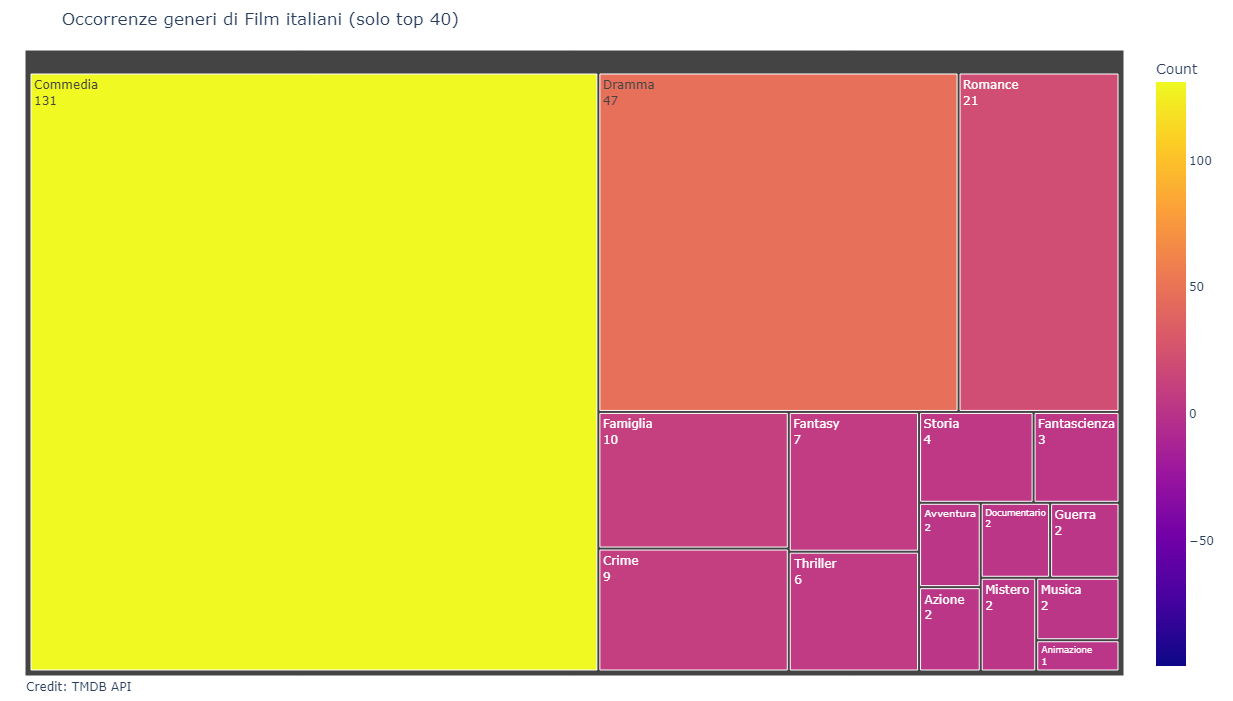 Occorrenze generi di Film italiani (solo top 40)
Commedia
131
Dramma
47
Romance
21
Famiglia
10
Crime
9
Fantasy
7
Thriller
6
Storia
4
Fantascienza
3
Avventura
2
Azione
2
Documentario
2
Guerra
2
Mistero
2
Musica
2
Animazione
1
Count
100
50
0
−50
Credit: TMDB API